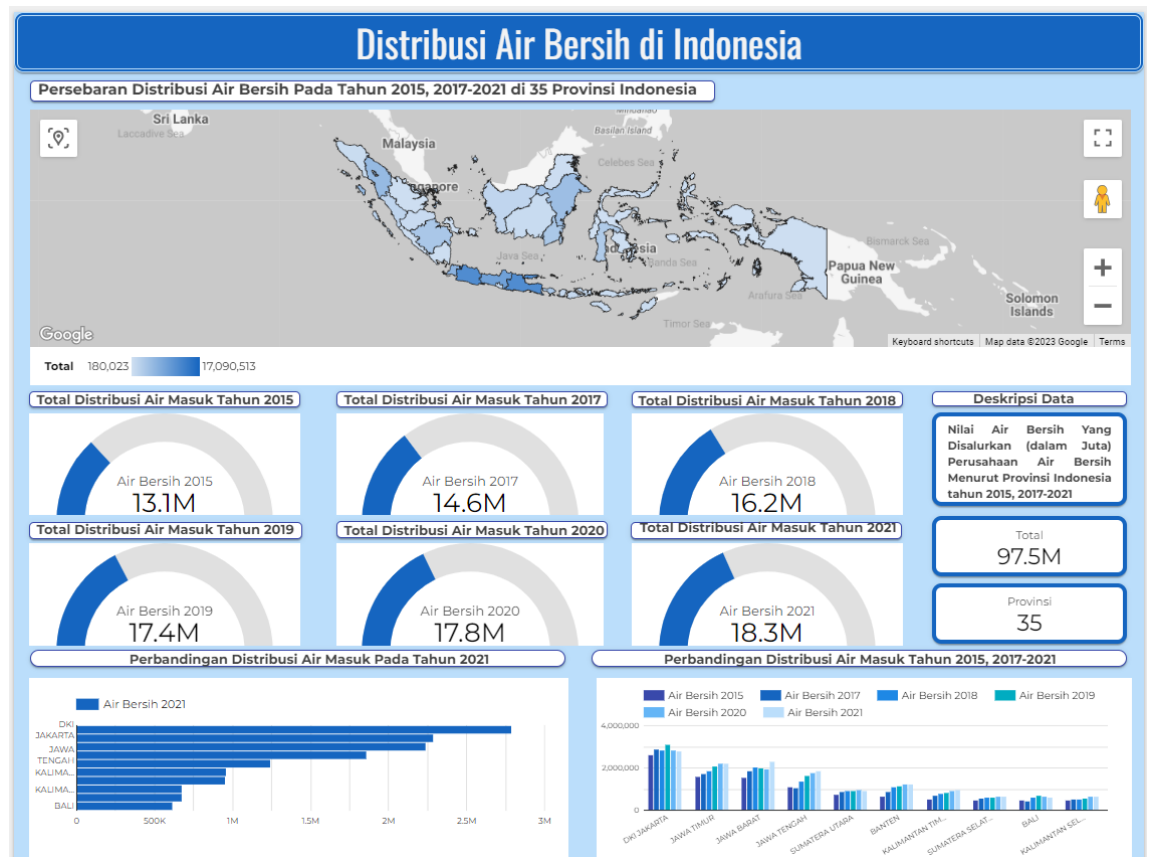 Distribusi Air Bersih di Indonesia
Persebaran Distribusi Air Bersih Pada Tahun 2015, 2017-2021 di 35 Provinsi Indonesia
Sri Lanka
Laccadive Sea
Malaysia
Basilan Island
Celebes Sea
Java Sea
Banda Sea
Arafura Sea
Timor Sea
Bismarck Sea
Papua New
Guinea
Solomon
Islands
Google
Keyboard shortcuts
Map data ©2023 Google
Terms
Total 180,023 17,090,513
Total Distribusi Air Masuk Tahun 2015
Air Bersih 2015
13.1M
Total Distribusi Air Masuk Tahun 2017
Air Bersih 2017
14.6M
Total Distribusi Air Masuk Tahun 2018
Air Bersih 2018
16.2M
Deskripsi Data
Nilai Air Bersih Yang
Disalurkan (dalam Juta)
Perusahaan Air Bersih
Menurut Provinsi Indonesia
tahun 2015, 2017-2021
Total Distribusi Air Masuk Tahun 2019
Air Bersih 2019
17.4M
Total Distribusi Air Masuk Tahun 2020
Air Bersih 2020
17.8M
Total Distribusi Air Masuk Tahun 2021
Air Bersih 2021
18.3M
Total
97.5M
Provinsi
35
Perbandingan Distribusi Air Masuk Pada Tahun 2021
Air Bersih 2021
DKI
JAKARTA
JAWA
TENGAH
KALIMA...
KALIMA...
BALI
0 500K 1M 1.5M 2M 2.5M 3M
Perbandingan Distribusi Air Masuk Tahun 2015, 2017-2021
Air Bersih 2015 Air Bersih 2017 Air Bersih 2018 Air Bersih 2019
Air Bersih 2020 Air Bersih 2021
4,000,000
2,000,000
0
DKI JAKARTA
JAWA TIMUR
JAWA BARAT
JAWA TENGAH
SUMATERA UTARA
BANTEN
KALIMANTAN TIM...
SUMATERA SELAT...
BALI
KALIMANTAN SEL...